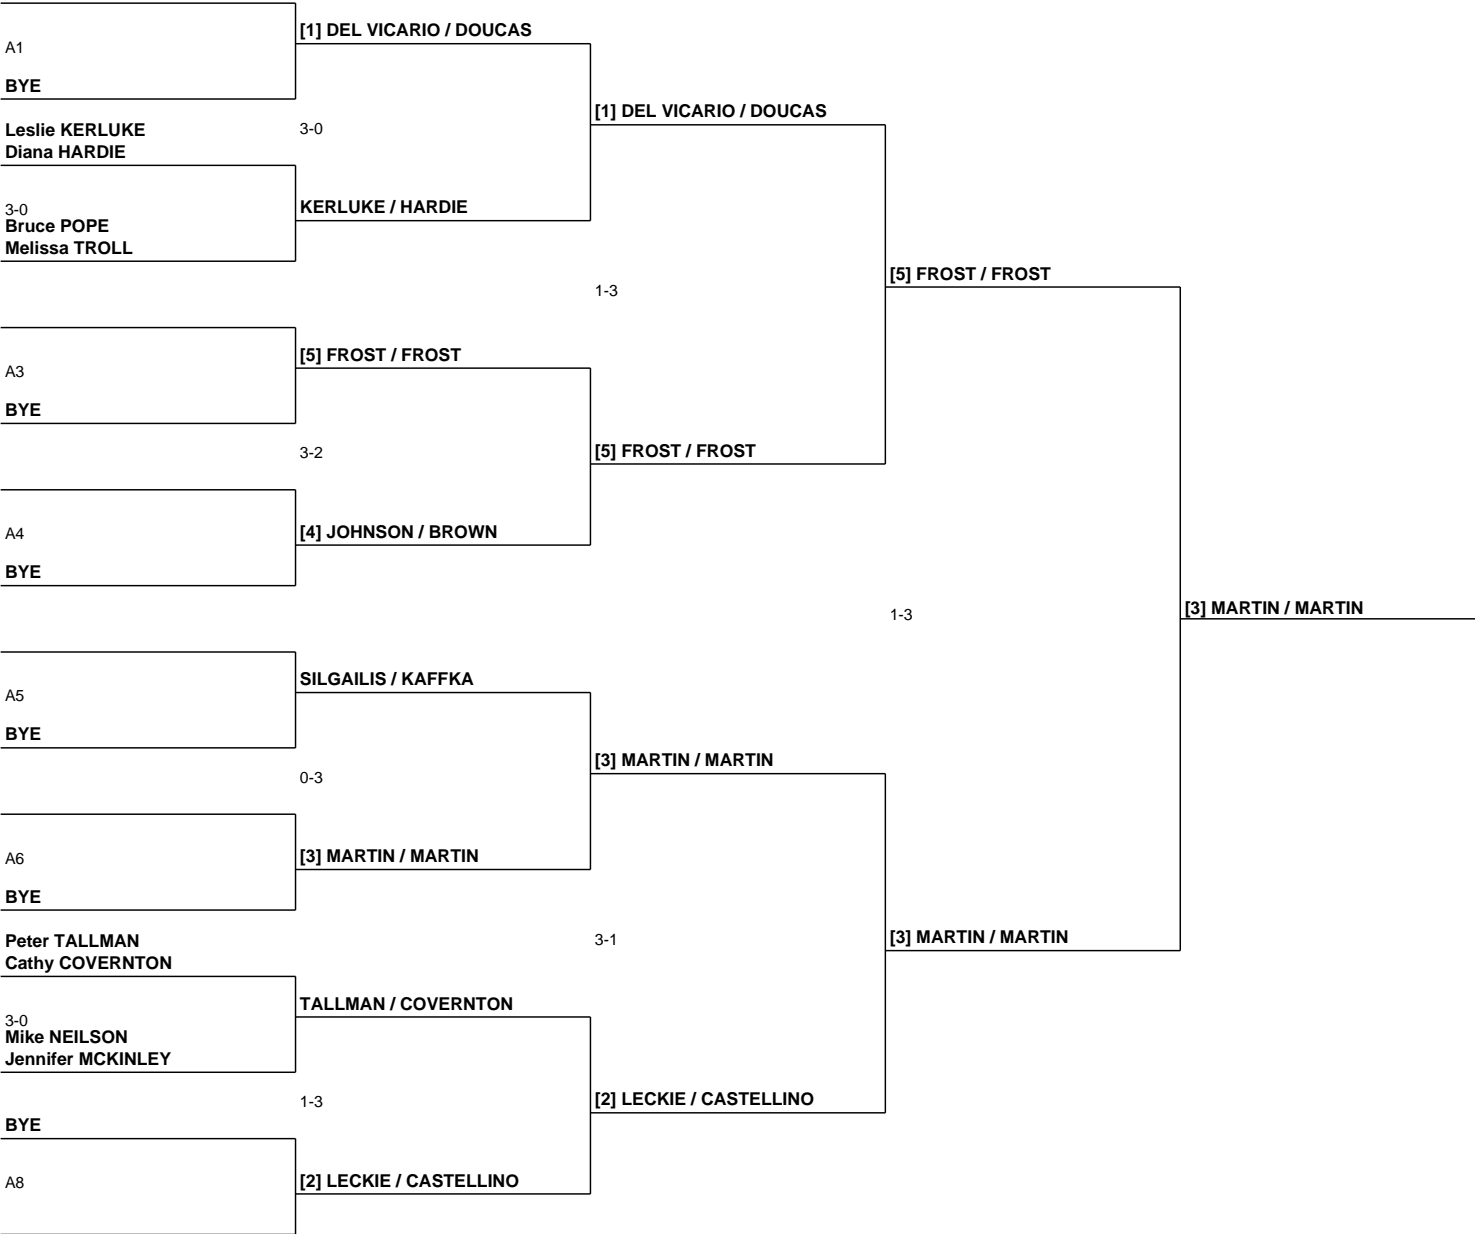 [1] DEL VICARIO / DOUCAS
A1
BYE
[1] DEL VICARIO / DOUCAS
Leslie KERLUKE
3-0
Diana HARDIE
KERLUKE / HARDIE
3-0
Bruce POPE
Melissa TROLL
[5] FROST / FROST
1-3
[5] FROST / FROST
A3
BYE
3-2
[5] FROST / FROST
A4
[4] JOHNSON / BROWN
BYE
[3] MARTIN / MARTIN
1-3
SILGAILIS / KAFFKA
A5
BYE
[3] MARTIN / MARTIN
0-3
A6
[3] MARTIN / MARTIN
BYE
Peter TALLMAN
3-1
[3] MARTIN / MARTIN
Cathy COVERNTON
TALLMAN / COVERNTON
3-0
Mike NEILSON
Jennifer MCKINLEY
1-3
[2] LECKIE / CASTELLINO
BYE
A8
[2] LECKIE / CASTELLINO